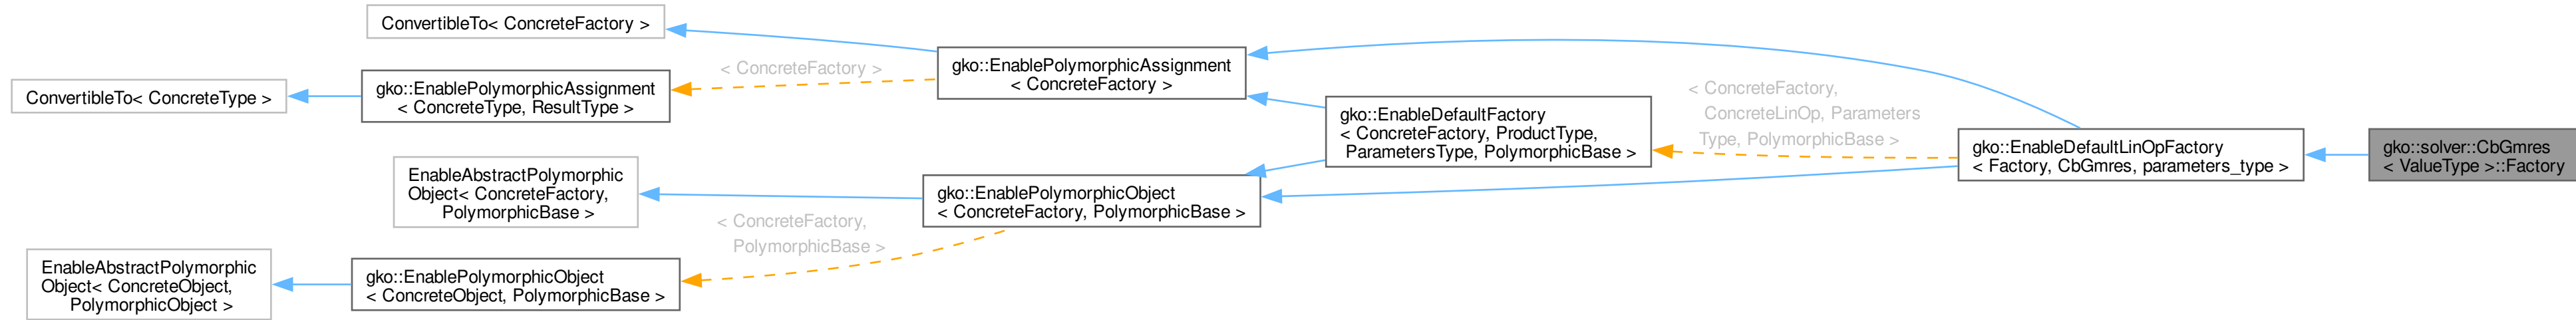 ConvertibleTo< ConcreteFactory >
ConvertibleTo< ConcreteType >
gko::EnablePolymorphicAssignment
< ConcreteType, ResultType >
< ConcreteFactory >
gko::EnablePolymorphicAssignment
< ConcreteFactory >
EnableAbstractPolymorphic
Object< ConcreteFactory,
PolymorphicBase >
EnableAbstractPolymorphic
Object< ConcreteObject,
PolymorphicObject >
gko::EnablePolymorphicObject
< ConcreteObject, PolymorphicBase >
< ConcreteFactory,
PolymorphicBase >
gko::EnablePolymorphicObject
< ConcreteFactory, PolymorphicBase >
gko::EnableDefaultFactory
< ConcreteFactory, ProductType,
ParametersType, PolymorphicBase >
< ConcreteFactory,
ConcreteLinOp, Parameters
Type, PolymorphicBase >
gko::EnableDefaultLinOpFactory
< Factory, CbGmres, parameters_type >
gko::solver::CbGmres
< ValueType >::Factory